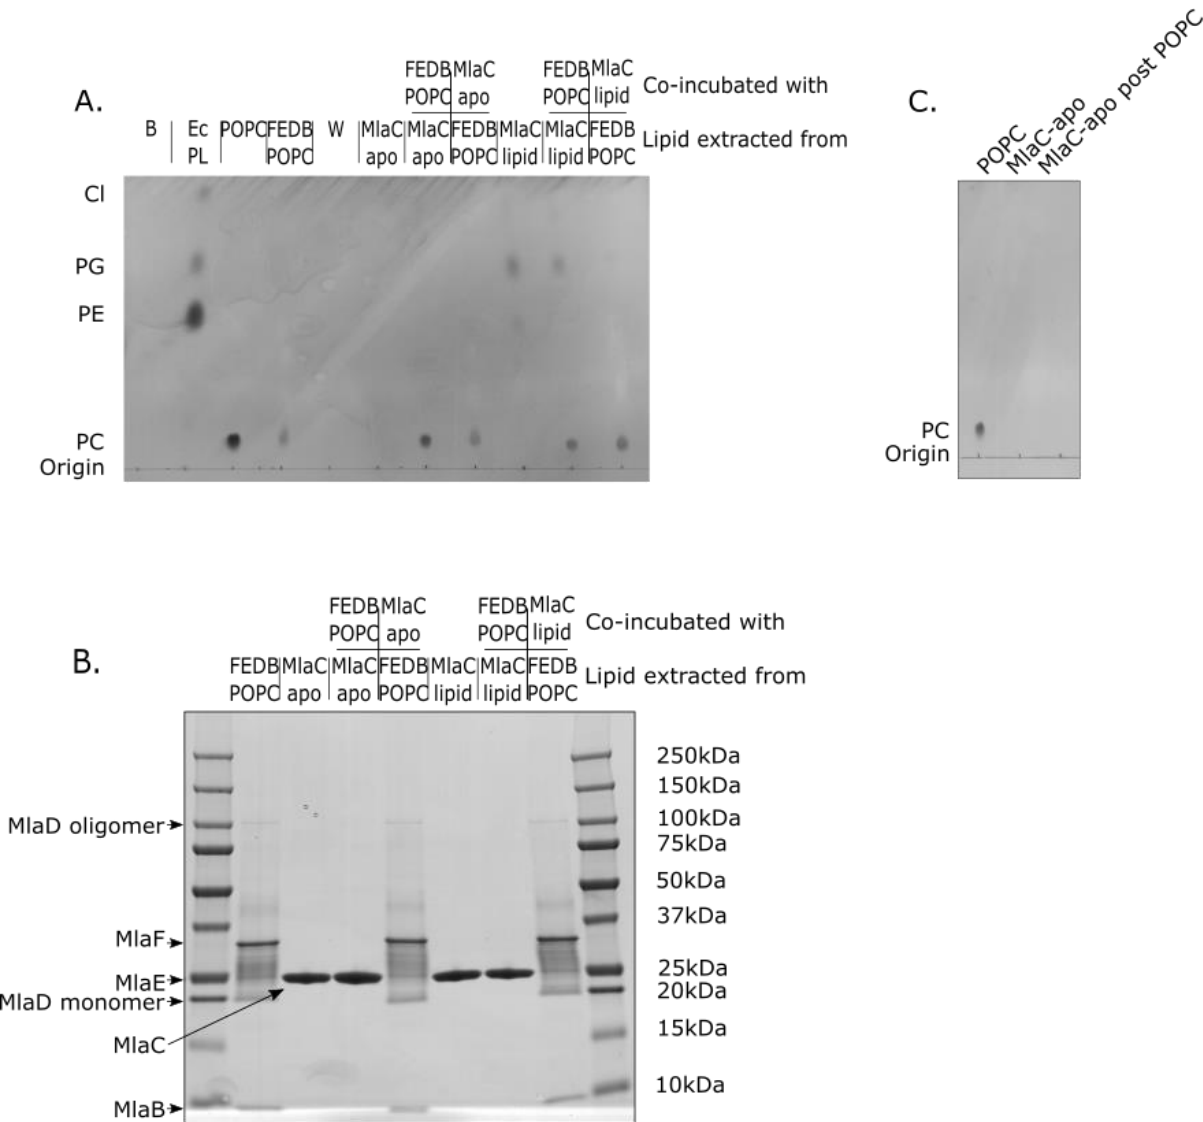 A.
FEDB MlaC FEDB MlaC
POPC apo POPC lipid
Co-incubated with
B Ec POPC FEDB W MlaC MlaC FEDB MlaC MlaC FEDB
PL POPC apo apo POPC lipid lipid POPC
Lipid extracted from
Cl
PG
PE
PC
Origin
C.
POPC
MlaC-apo
MlaC-apo post POPC
PC
Origin
B.
FEDB MlaC FEDB MlaC
POPC apo POPC lipid
Co-incubated with
FEDB MlaC MlaC FEDB MlaC MlaC FEDB
POPC apo apo POPC lipid lipid POPC
Lipid extracted from
MlaD oligomer
MlaF
MlaE
MlaD monomer
MlaC
MlaB
250kDa
150kDa
100kDa
75kDa
50kDa
37kDa
25kDa
20kDa
15kDa
10kDa